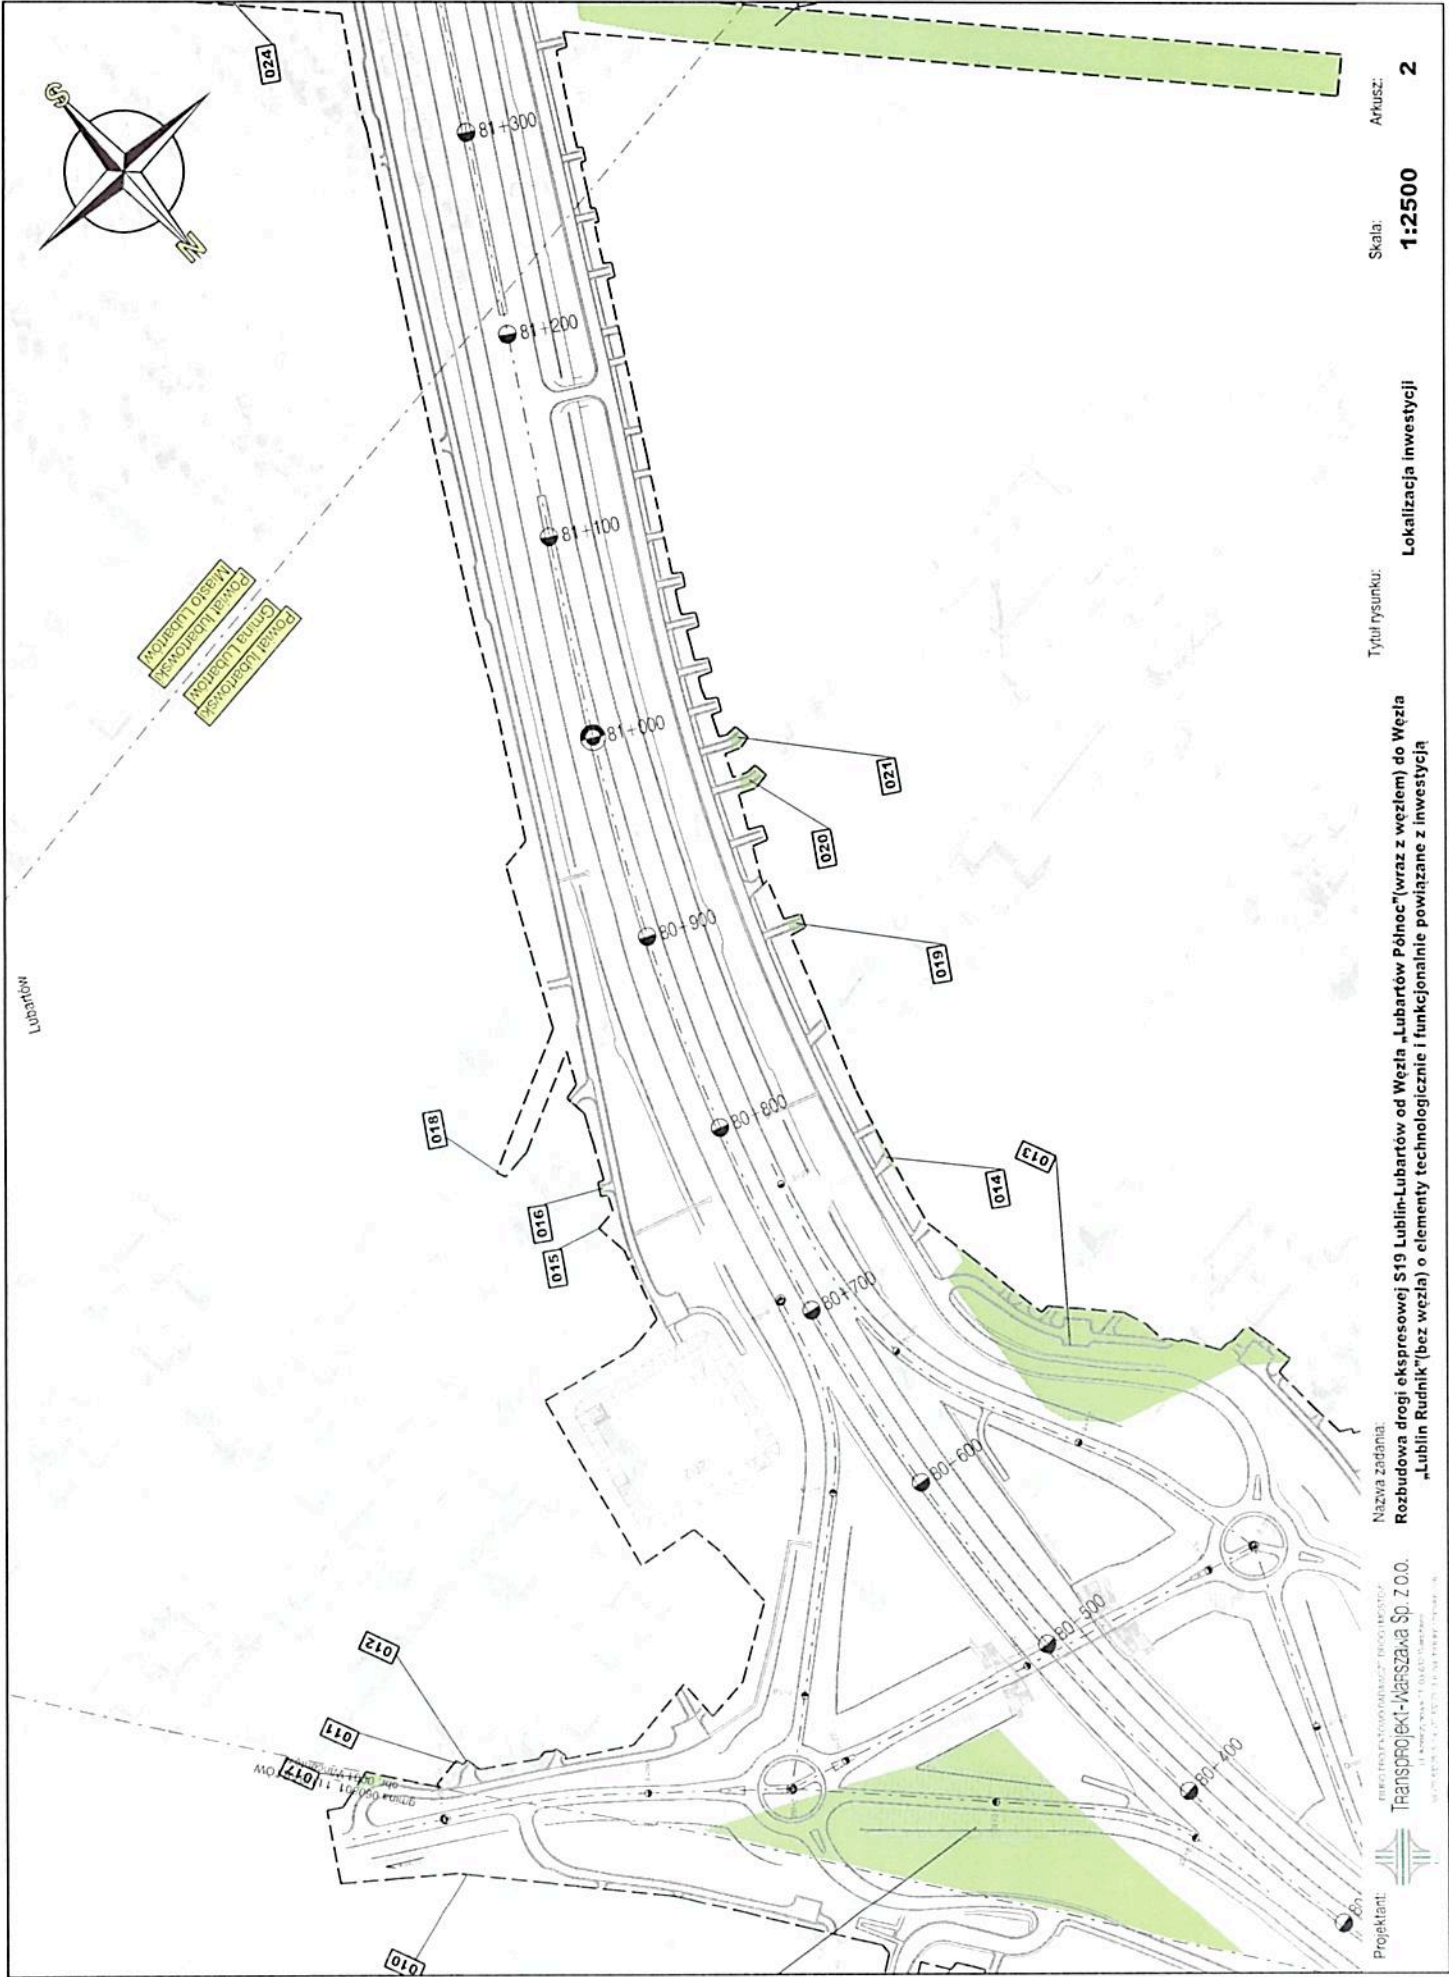 Lubartów
024
S
N
81+300
81+200
81+100
81+000
80+900
80+800
80+700
80+600
80+500
80+400
Miasto Lubartów
Powiat lubartowski
Gmina Lubartów
Powiat lubartowski
021
020
019
018
016
015
014
013
012
011
017
010
Projektant:
Transprojekt-Warszawa Sp. z o.o.
Nazwa zadania:
Rozbudowa drogi ekspresowej S19 Lublin-Lubartów od Węzła „Lubartów Północ"(wraz z węzłem) do Węzła
„Lublin Rudnik"(bez węzła) o elementy technologicznie i funkcjonalnie powiązane z inwestycją
Tytuł rysunku:
Lokalizacja inwestycji
Skala:
1:2500
Arkusz:
2